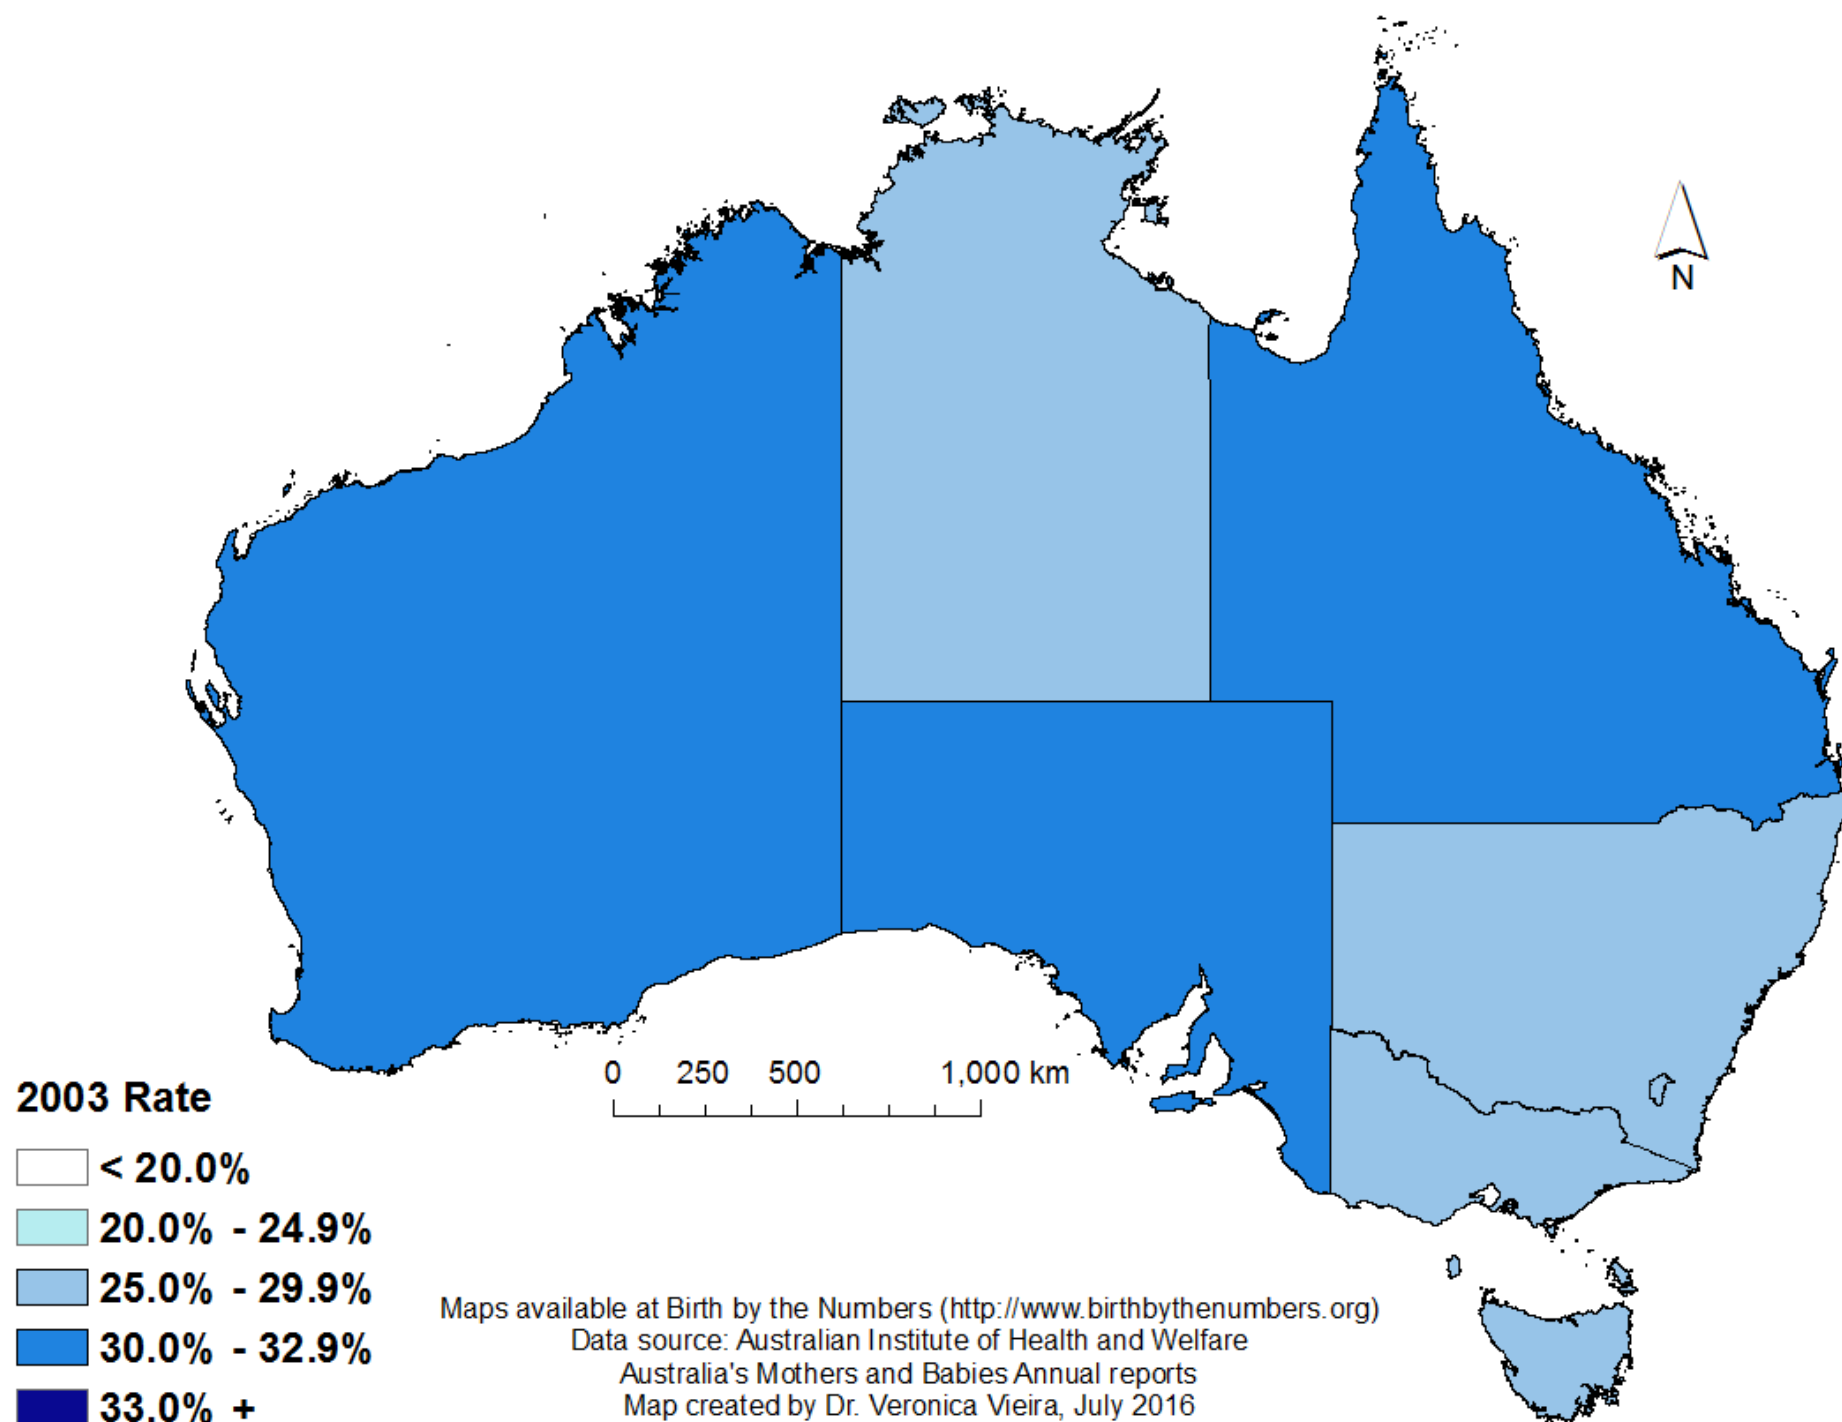 N
0 250 500 1,000 km
2003 Rate
< 20.0%
20.0% - 24.9%
25.0% - 29.9%
30.0% - 32.9%
33.0% +
Maps available at Birth by the Numbers (http://www.birthbythenumbers.org)
Data source: Australian Institute of Health and Welfare
Australia's Mothers and Babies Annual reports
Map created by Dr. Veronica Vieira, July 2016